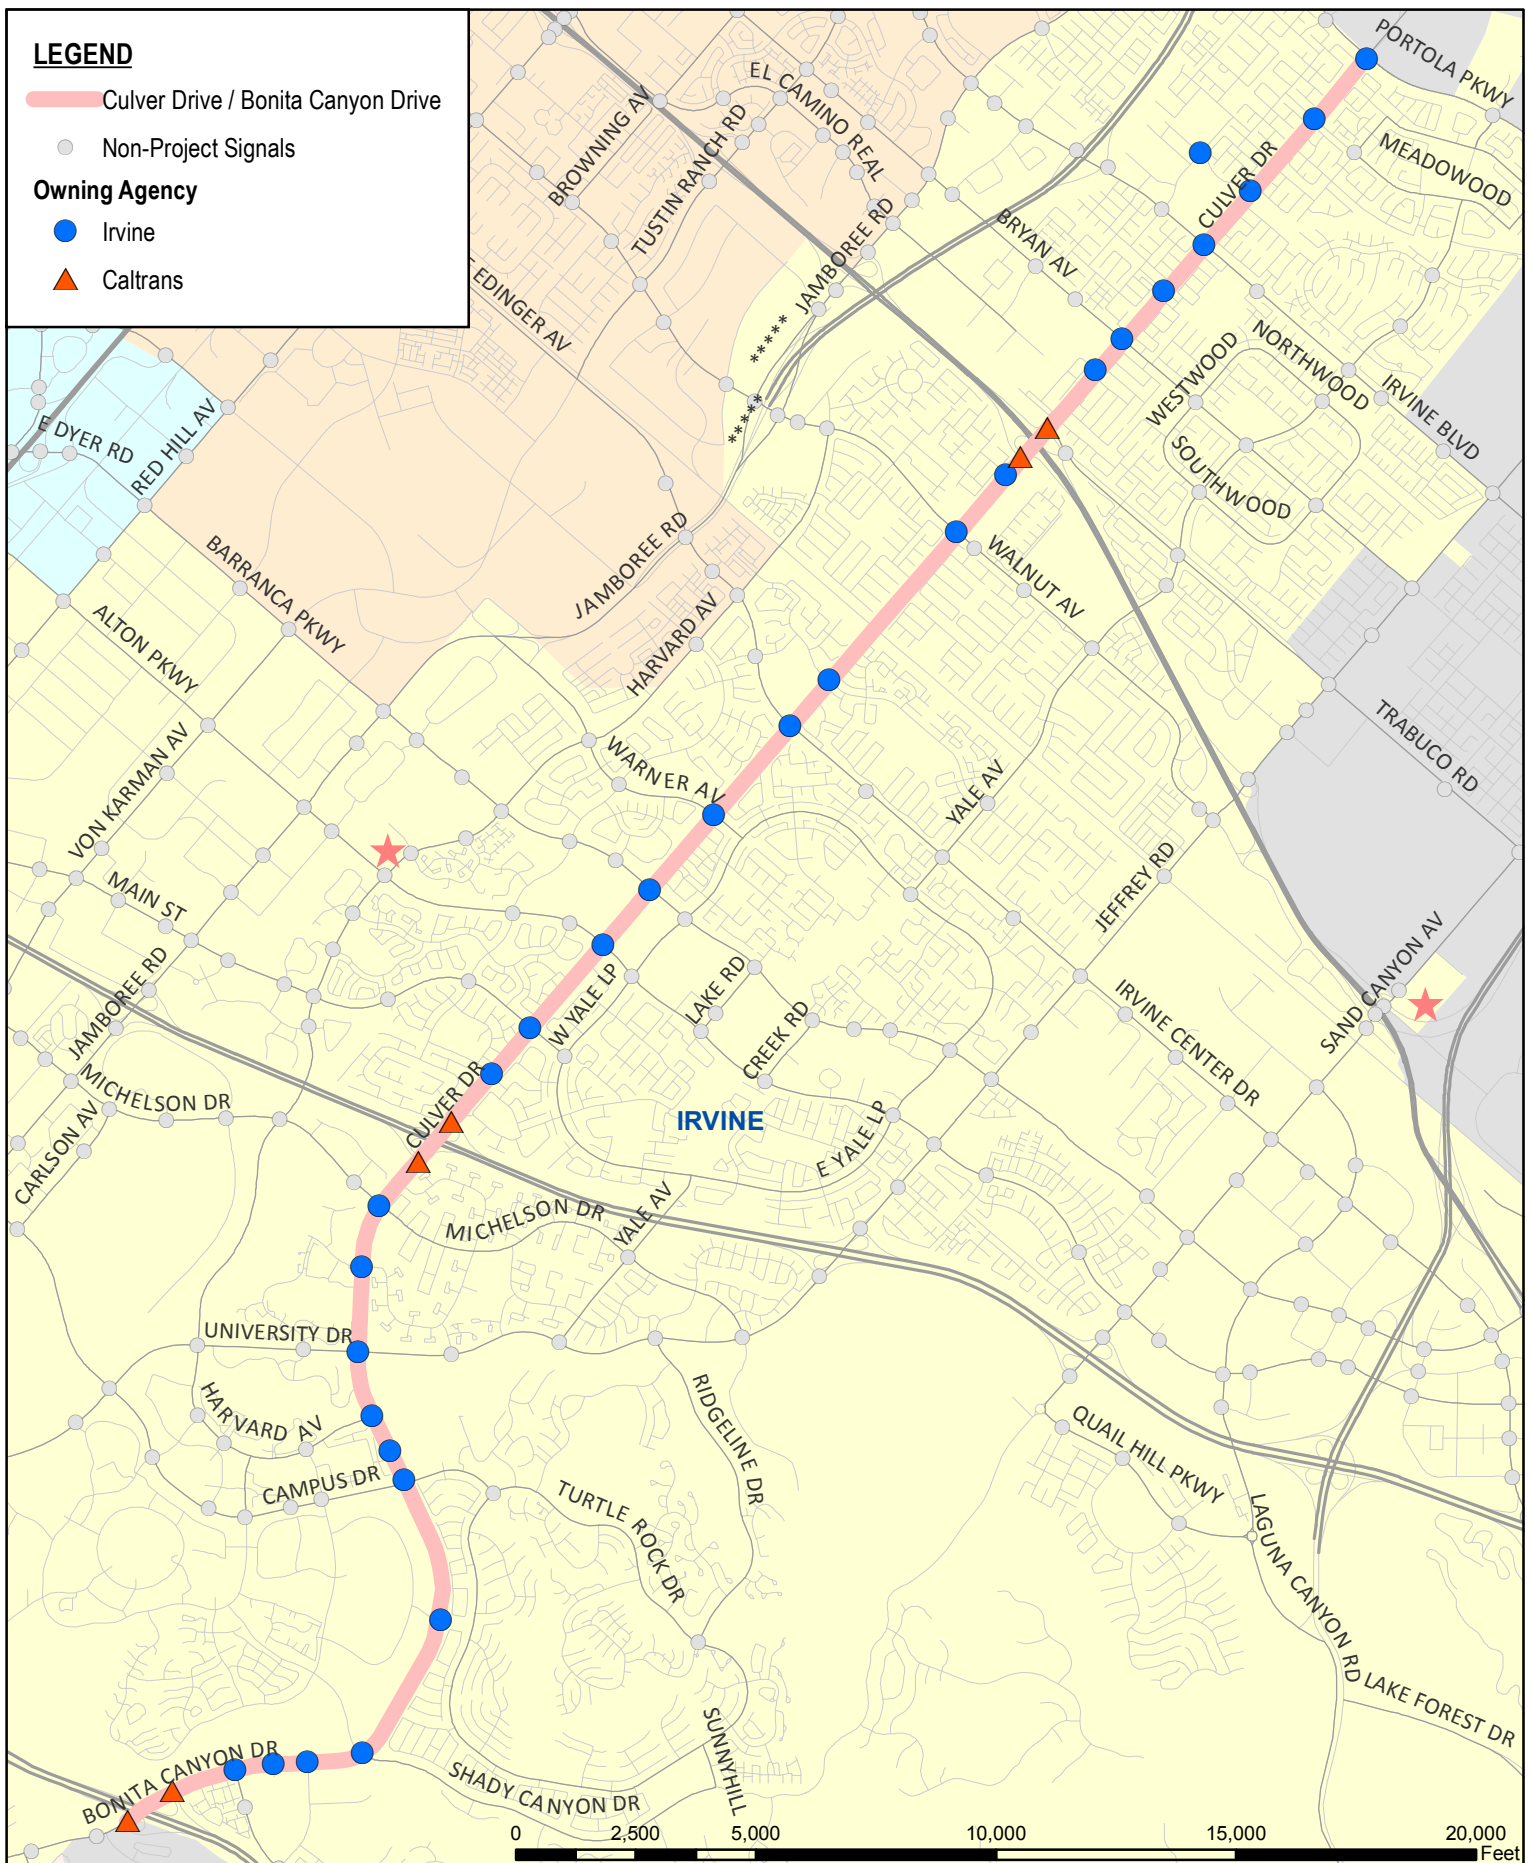 LEGEND
Culver Drive / Bonita Canyon Drive
Non-Project Signals
Owning Agency
Irvine
Caltrans
PORTOLA PKWY
EL CAMINO REAL
BROWNING AV
TUSTIN RANCH RD
MEADOWOOD
CULVER DR
JAMBOREE RD
BRYAN AV
EDINGER AV
NORTHWOOD
WESTWOOD
IRVINE BLVD
E DYER RD
RED HILL AV
SOUTHWOOD
BARRANCA PKWY
JAMBOREE RD
WALNUT AV
ALTON PKWY
HARVARD AV
TRABUCO RD
VON KARMAN AV
WARNER AV
YALE AV
JEFFREY RD
MAIN ST
SAND CANYON AV
JAMBOREE RD
W YALE LP
LAKE RD
CREEK RD
IRVINE CENTER DR
MICHELSON DR
CULVER DR
CARLSON AV
IRVINE
E YALE LP
MICHELSON DR
YALE AV
UNIVERSITY DR
HARVARD AV
RIDGELINE DR
QUAIL HILL PKWY
CAMPUS DR
TURTLE ROCK DR
LAGUNA CANYON RD
LAKE FOREST DR
SUNNYHILL
BONITA CANYON DR
SHADY CANYON DR
0 2,500 5,000 10,000 15,000 20,000
Feet